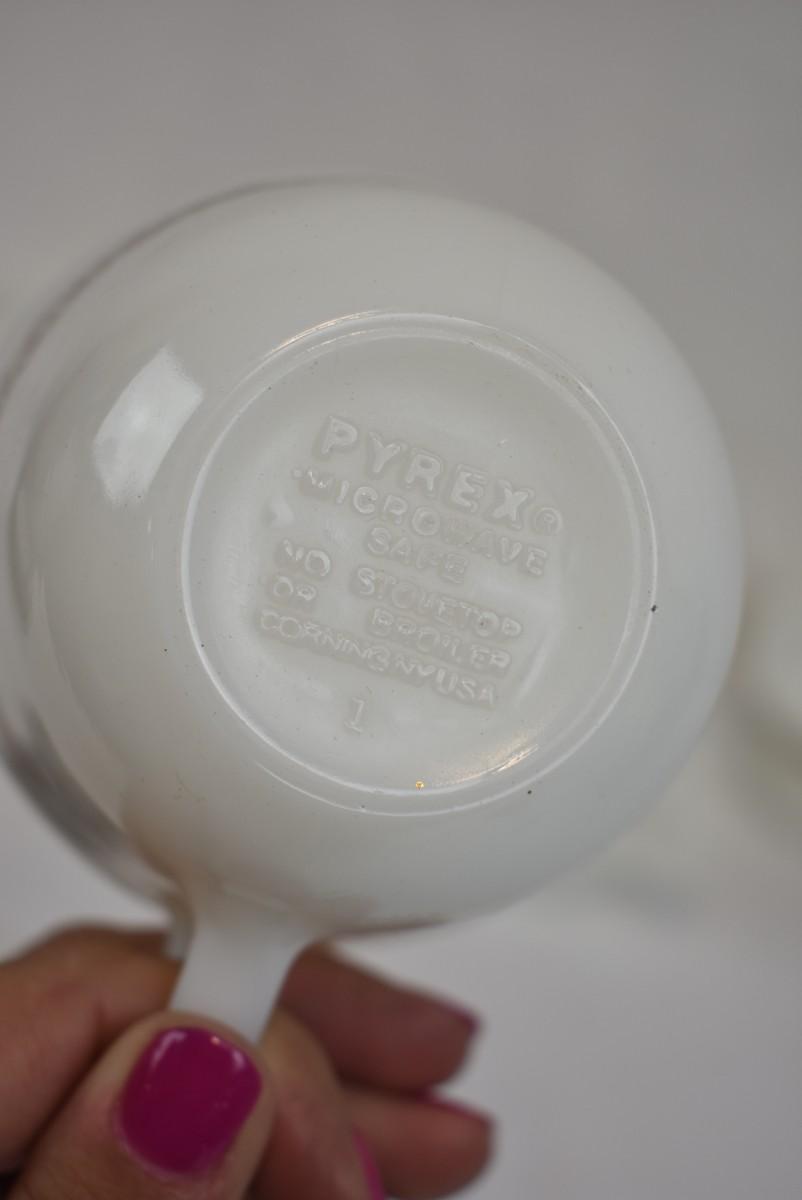 PYREX®
MICROWAVE
SAFE
NO STOVETOP
OR BROILER
CORNING NY USA
1